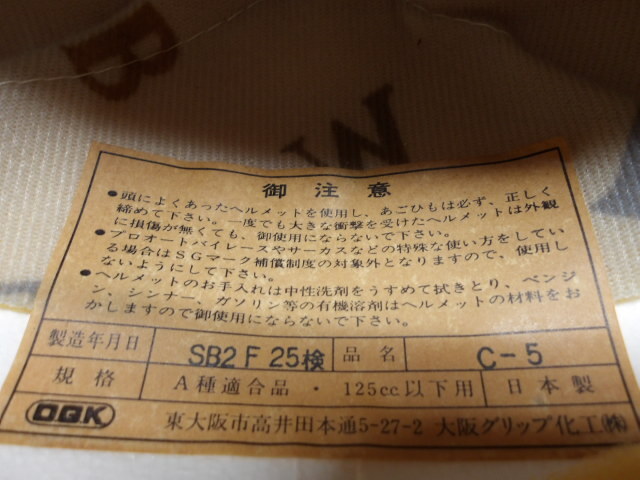 B
W
御注意
●頭によくあったヘルメットを使用し、あごひもは必ず、正しく
締めて下さい。一度でも大きな衝撃を受けたヘルメットは外観
に損傷が無くても、御使用にならないで下さい。
●プロオートバイレースやサーカスなどの特殊な使い方をしてい
る場合はSGマーク補償制度の対象外となりますので、使用し
ないようにして下さい。
●ヘルメットのお手入れは中性洗剤をうすめて拭きとり、ベンジ
ン、シンナー、ガソリン等の有機溶剤はヘルメットの材料をお
かしますので御使用にならないで下さい。
製造年月日 SB2 F 25検 品名 C-5
規格 A種適合品・125cc以下用 日本製
OGK 東大阪市高井田本通5-27-2 大阪グリップ化工㈱